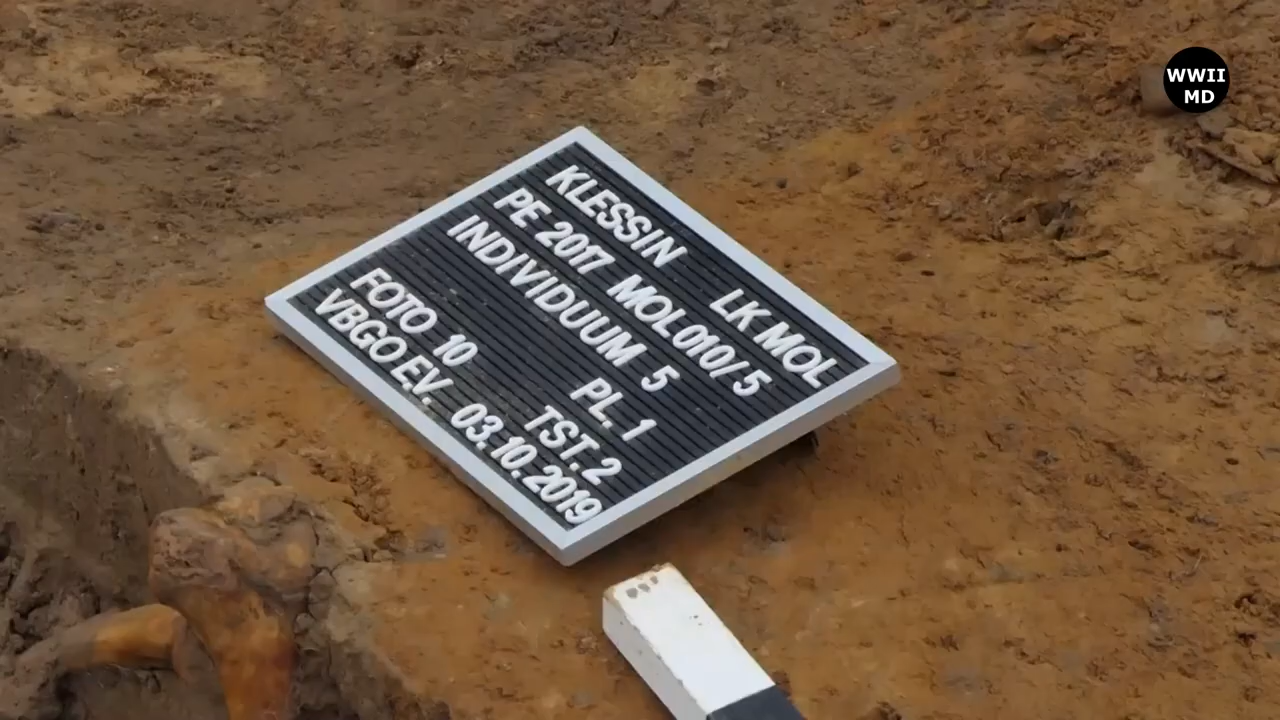 KLESSIN LK MOL
PE 2017 MOL010/5
INDIVIDUUM 5
PL. 1
FOTO 10 TST. 2
VBGO E.V. 03.10.2019
WWII
MD